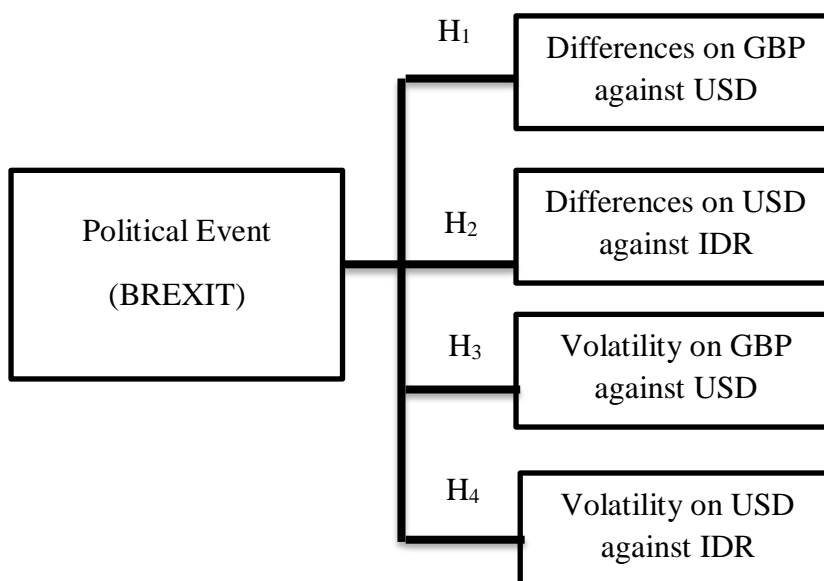 H₁
Differences on GBP
against USD
Political Event
(BREXIT)
H₂
Differences on USD
against IDR
H₃
Volatility on GBP
against USD
H₄
Volatility on USD
against IDR